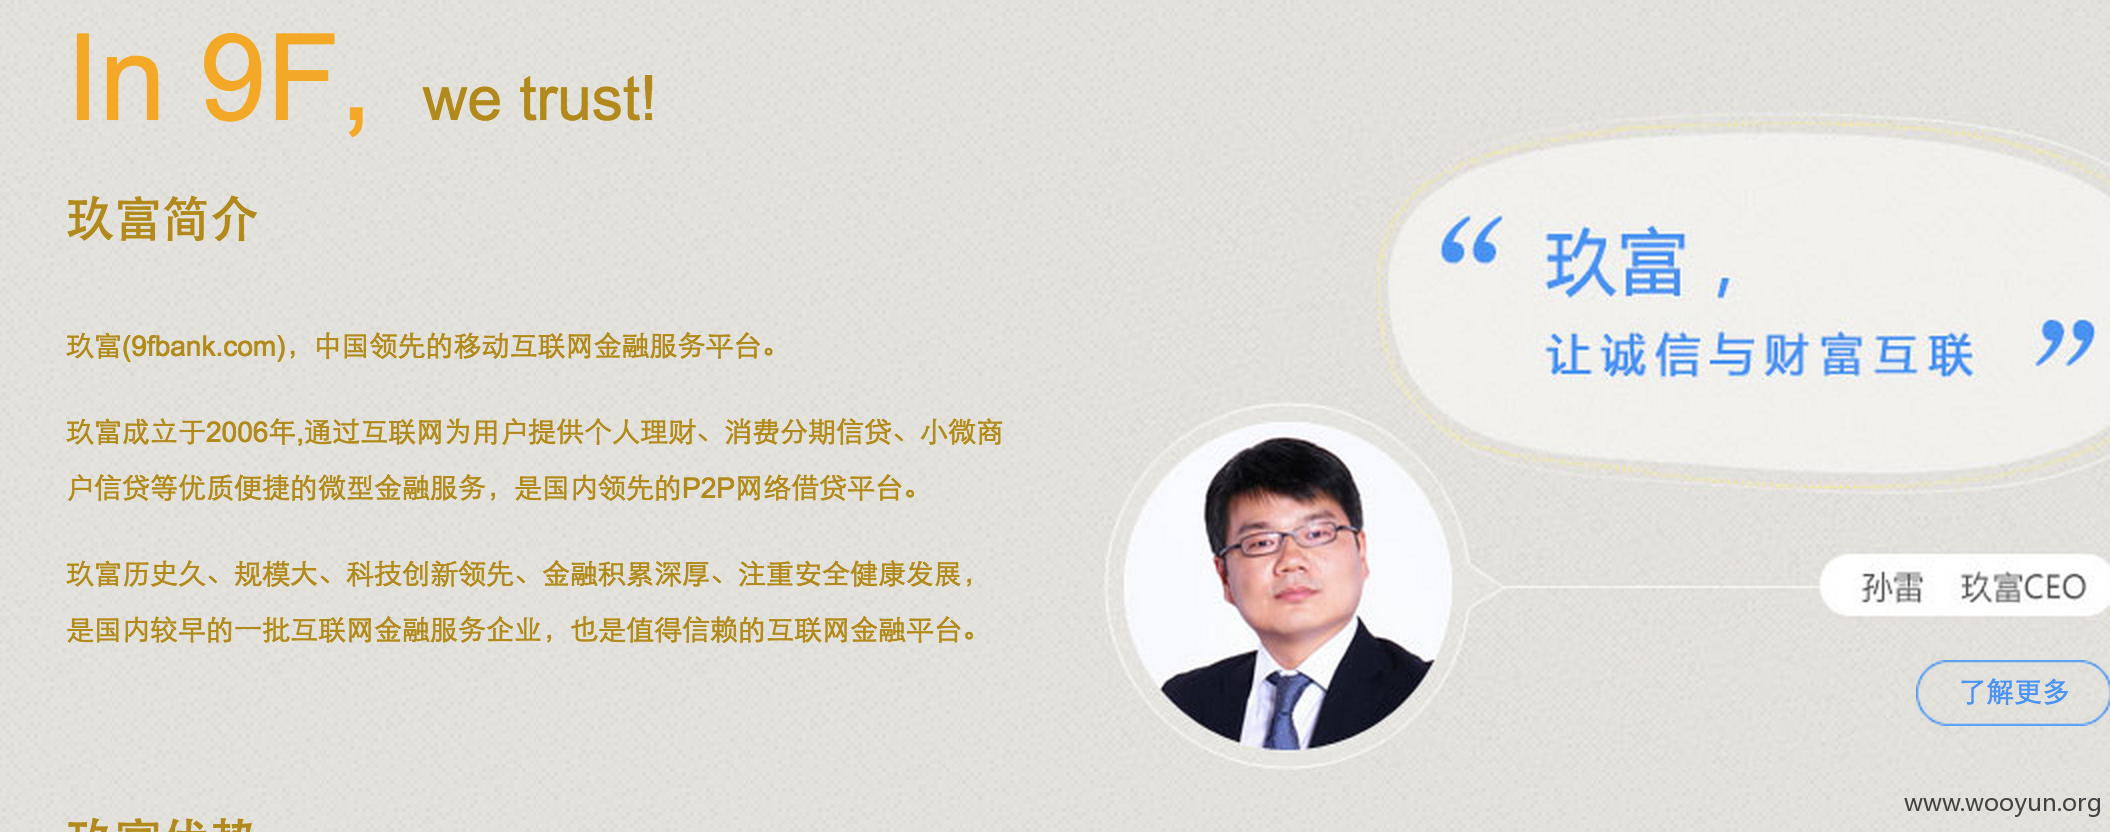 In 9F, we trust!
玖富简介
玖富(9fbank.com)，中国领先的移动互联网金融服务平台。
玖富成立于2006年,通过互联网为用户提供个人理财、消费分期信贷、小微商
户信贷等优质便捷的微型金融服务，是国内领先的P2P网络借贷平台。
玖富历史久、规模大、科技创新领先、金融积累深厚、注重安全健康发展，
是国内较早的一批互联网金融服务企业，也是值得信赖的互联网金融平台。
“ 玖富，
让诚信与财富互联 ”
孙雷 玖富CEO
了解更多
玖富优势
www.wooyun.org